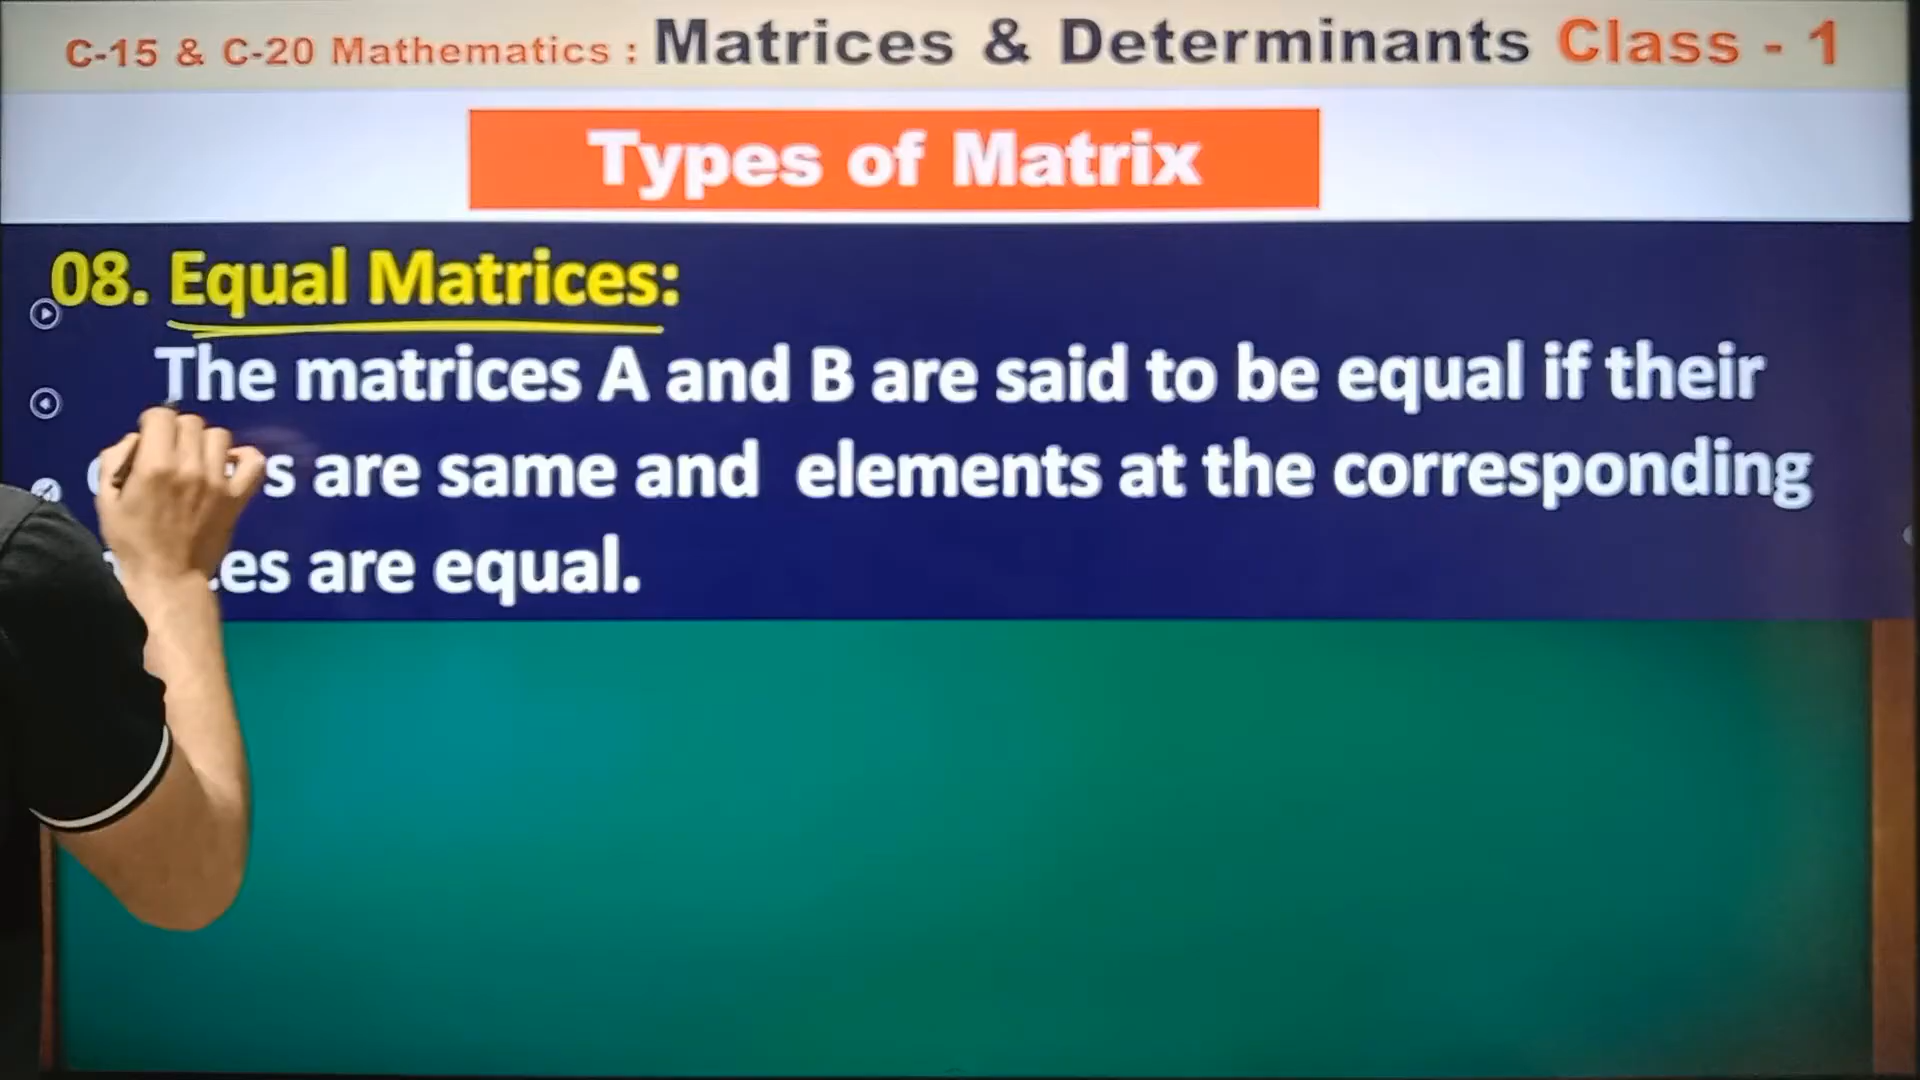 C-15 & C-20 Mathematics : Matrices & Determinants Class - 1
Types of Matrix
08. Equal Matrices:
The matrices A and B are said to be equal if their
are same and elements at the corresponding
are equal.